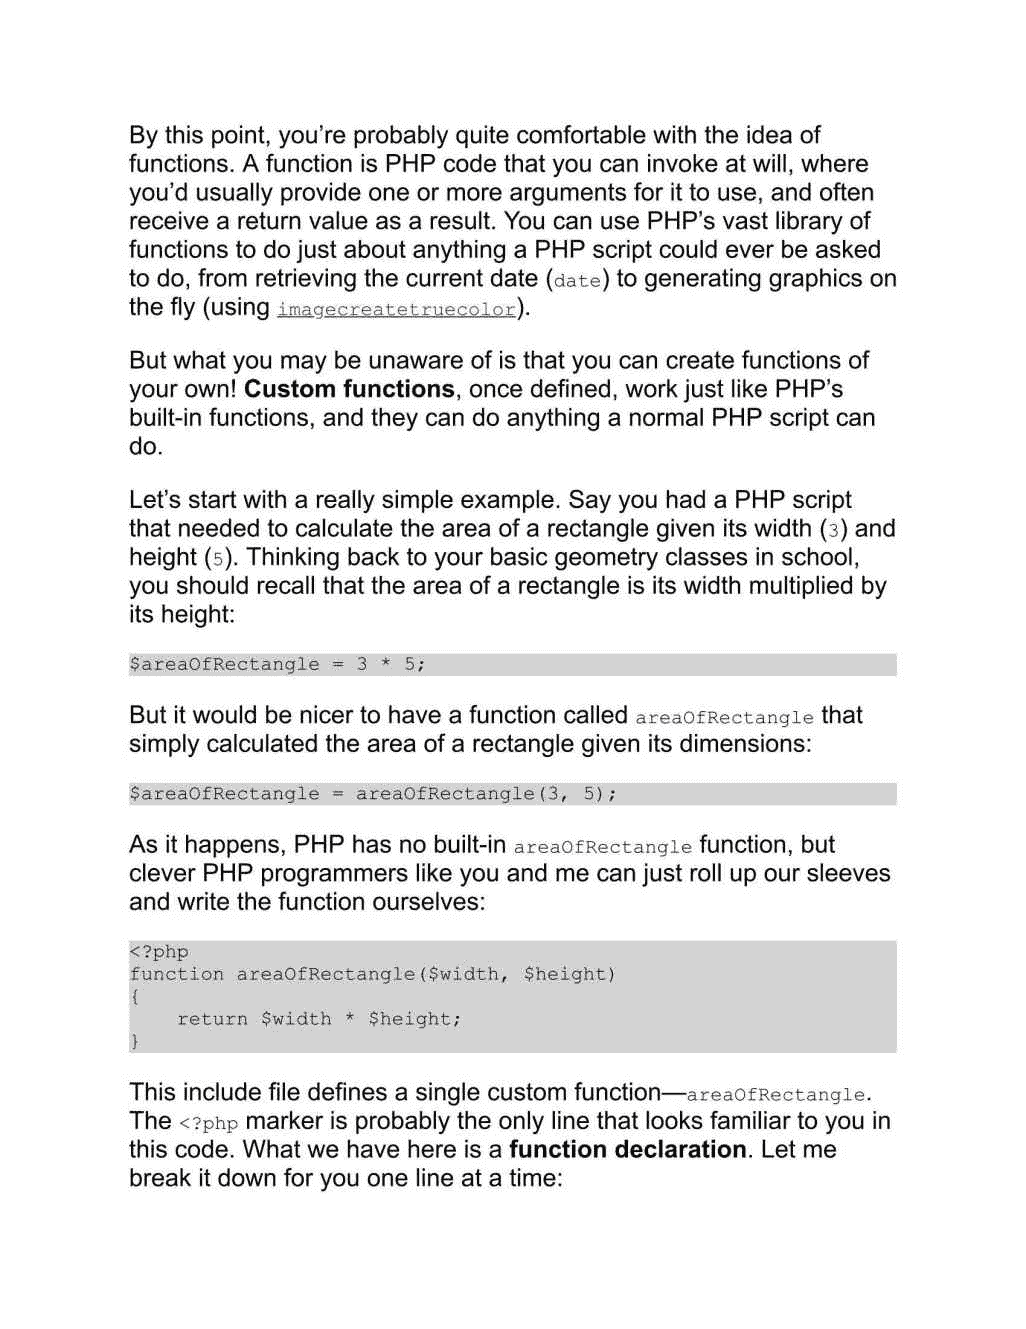 By this point, you’re probably quite comfortable with the idea of
functions. A function is PHP code that you can invoke at will, where
you’d usually provide one or more arguments for it to use, and often
receive a return value as a result. You can use PHP’s vast library of
functions to do just about anything a PHP script could ever be asked
to do, from retrieving the current date (date) to generating graphics on
the fly (using imagecreatetruecolor).
But what you may be unaware of is that you can create functions of
your own! Custom functions, once defined, work just like PHP’s
built-in functions, and they can do anything a normal PHP script can
do.
Let’s start with a really simple example. Say you had a PHP script
that needed to calculate the area of a rectangle given its width (3) and
height (5). Thinking back to your basic geometry classes in school,
you should recall that the area of a rectangle is its width multiplied by
its height:
$areaOfRectangle = 3 * 5;
But it would be nicer to have a function called areaOfRectangle that
simply calculated the area of a rectangle given its dimensions:
$areaOfRectangle = areaOfRectangle(3, 5);
As it happens, PHP has no built-in areaOfRectangle function, but
clever PHP programmers like you and me can just roll up our sleeves
and write the function ourselves:
<?php
function areaOfRectangle($width, $height)
{
    return $width * $height;
}
This include file defines a single custom function—areaOfRectangle.
The <?php marker is probably the only line that looks familiar to you in
this code. What we have here is a function declaration. Let me
break it down for you one line at a time: